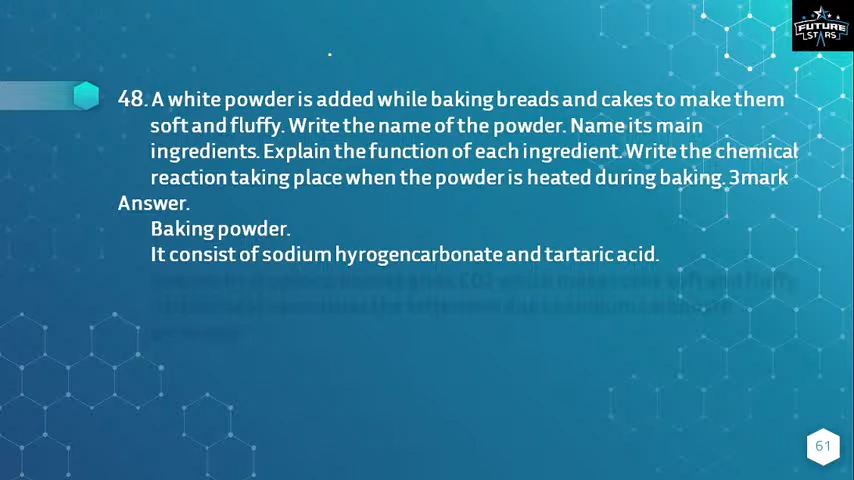 FUTURE
STARS
48. A white powder is added while baking breads and cakes to make them
soft and fluffy. Write the name of the powder. Name its main
ingredients. Explain the function of each ingredient. Write the chemical
reaction taking place when the powder is heated during baking. 3mark
Answer.
Baking powder.
It consist of sodium hyrogencarbonate and tartaric acid.
61